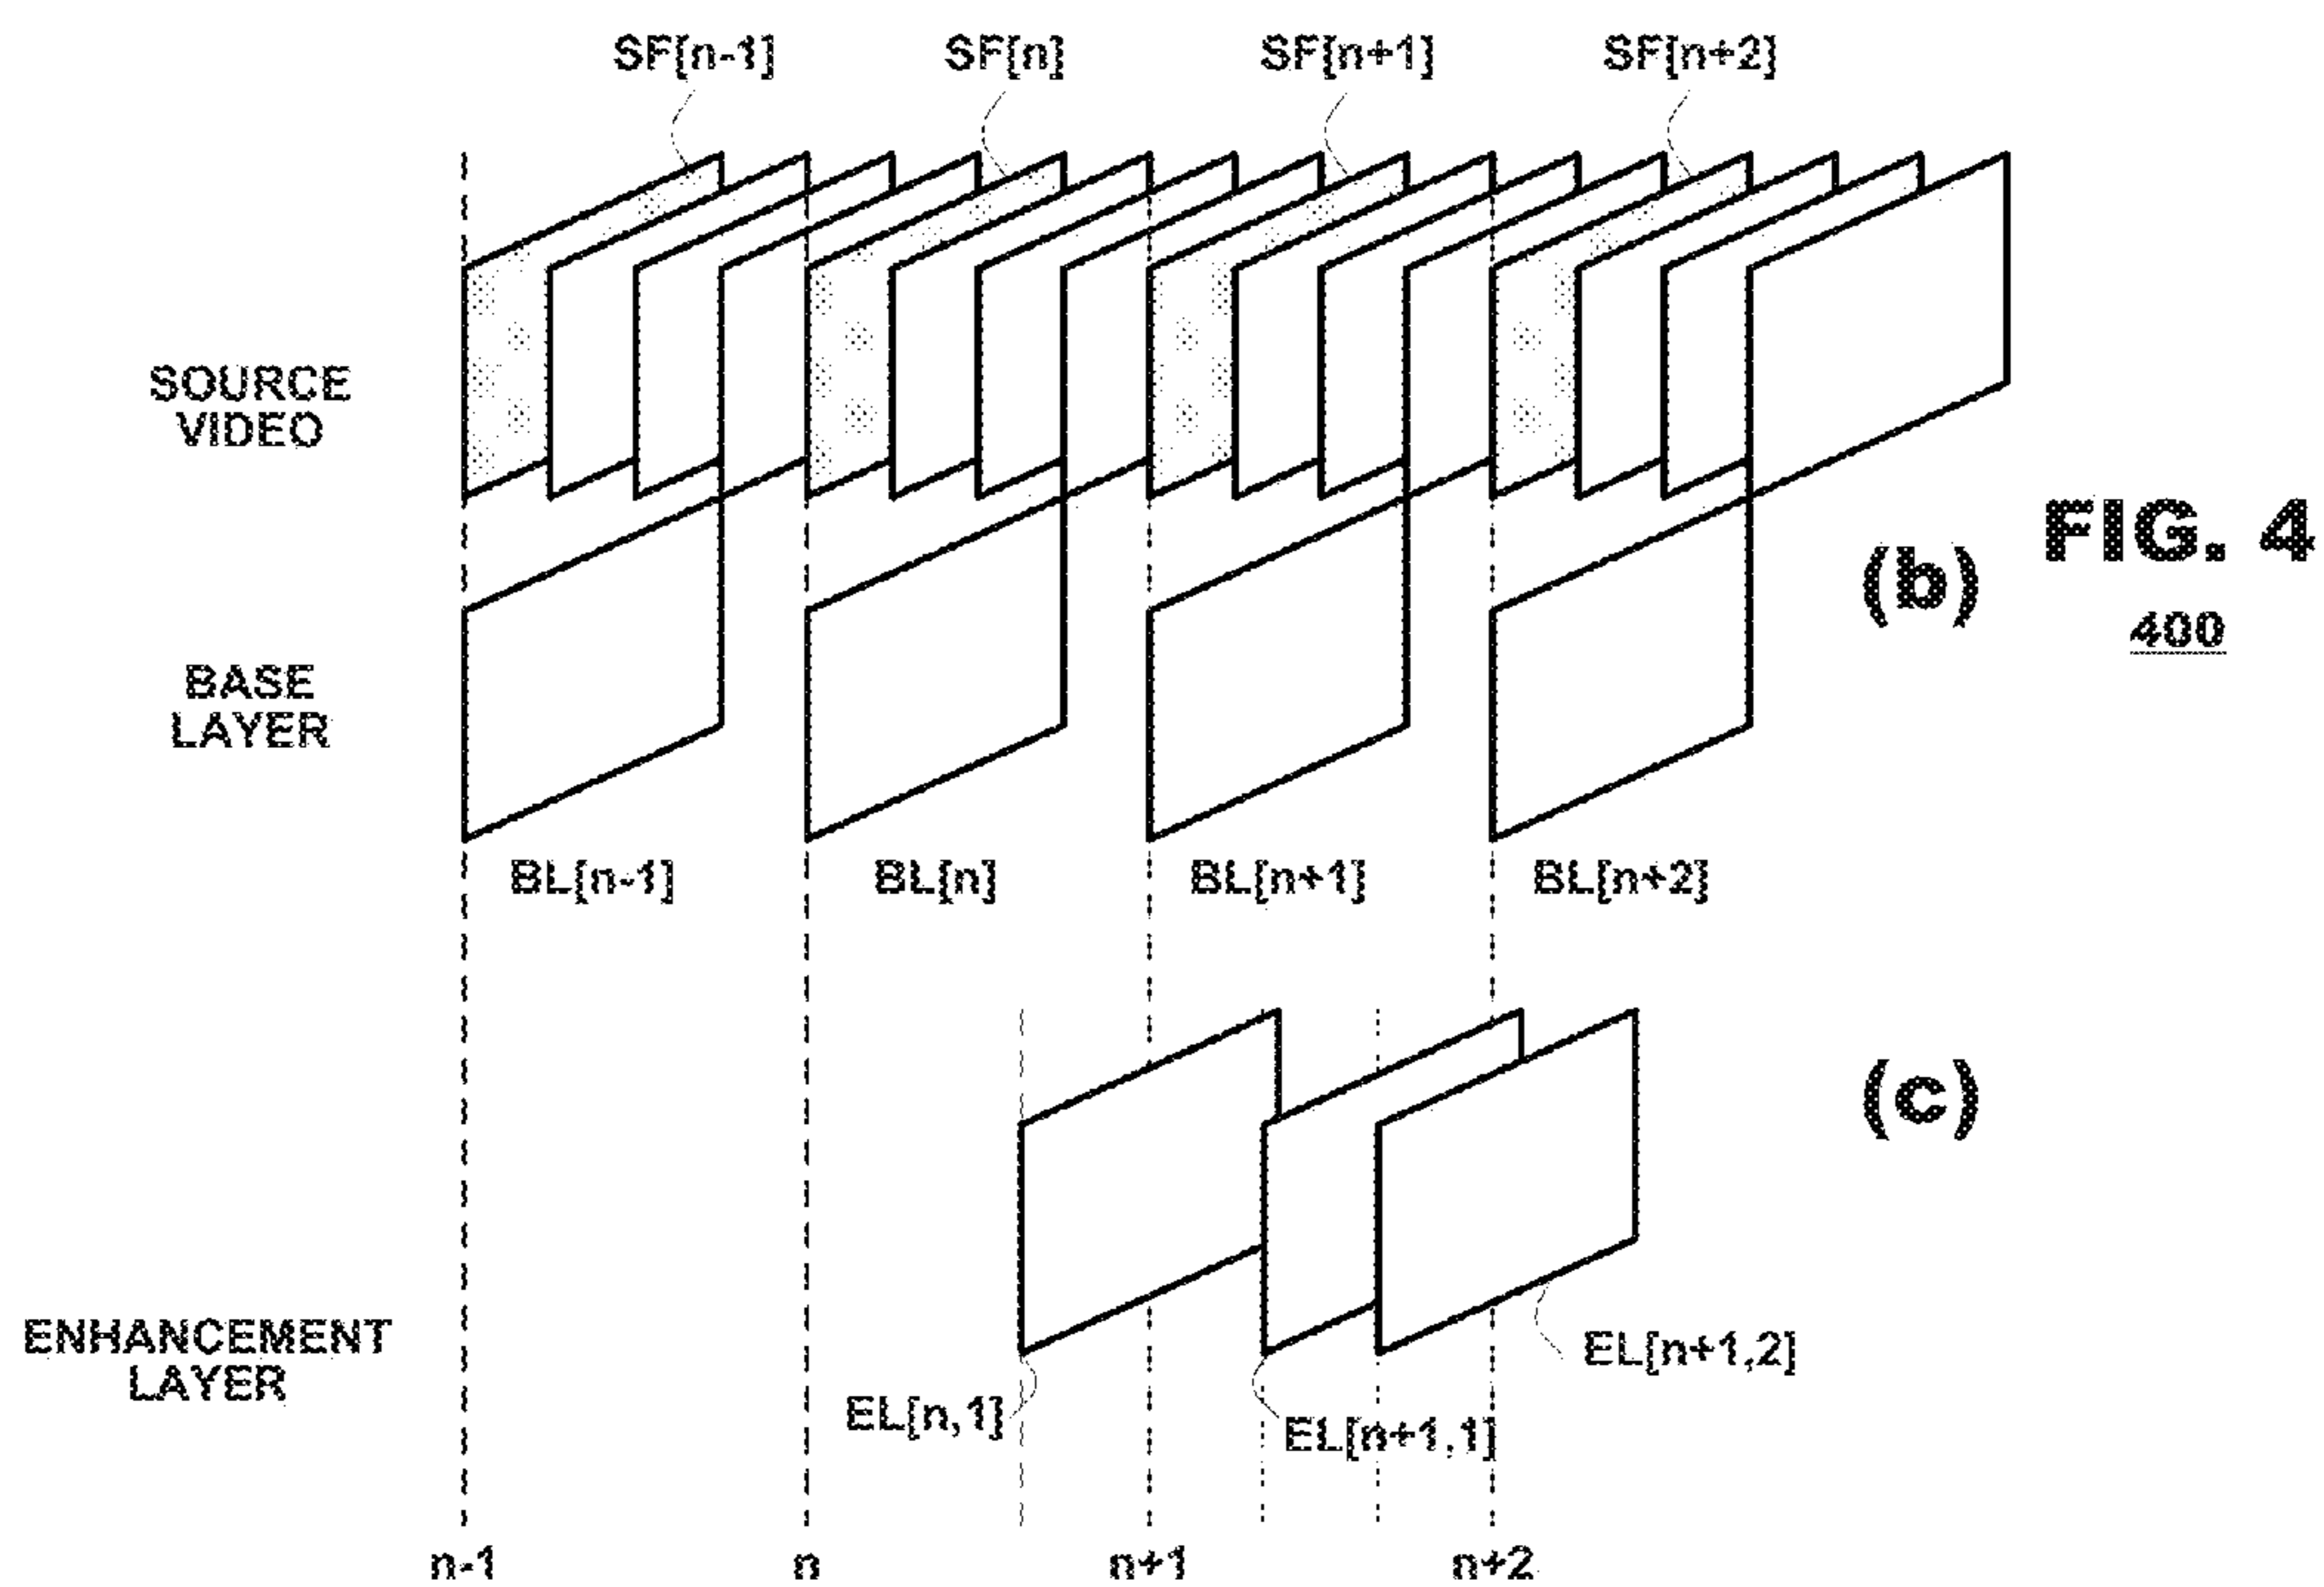 SF[n-1] SF[n] SF[n+1] SF[n+2]
SOURCE
VIDEO
FIG. 4
(b)
400
BASE
LAYER
BL[n-1] BL[n] BL[n+1] BL[n+2]
(c)
ENHANCEMENT
LAYER
EL[n+1,2]
EL[n,1]
EL[n+1,1]
n-1 n n+1 n+2